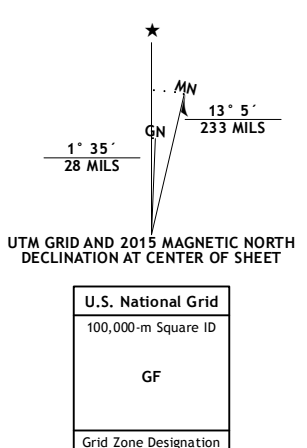 ★
MN
GN
13° 5´
233 MILS
1° 35´
28 MILS
UTM GRID AND 2015 MAGNETIC NORTH
DECLINATION AT CENTER OF SHEET
U.S. National Grid
100,000-m Square ID
GF
Grid Zone Designation